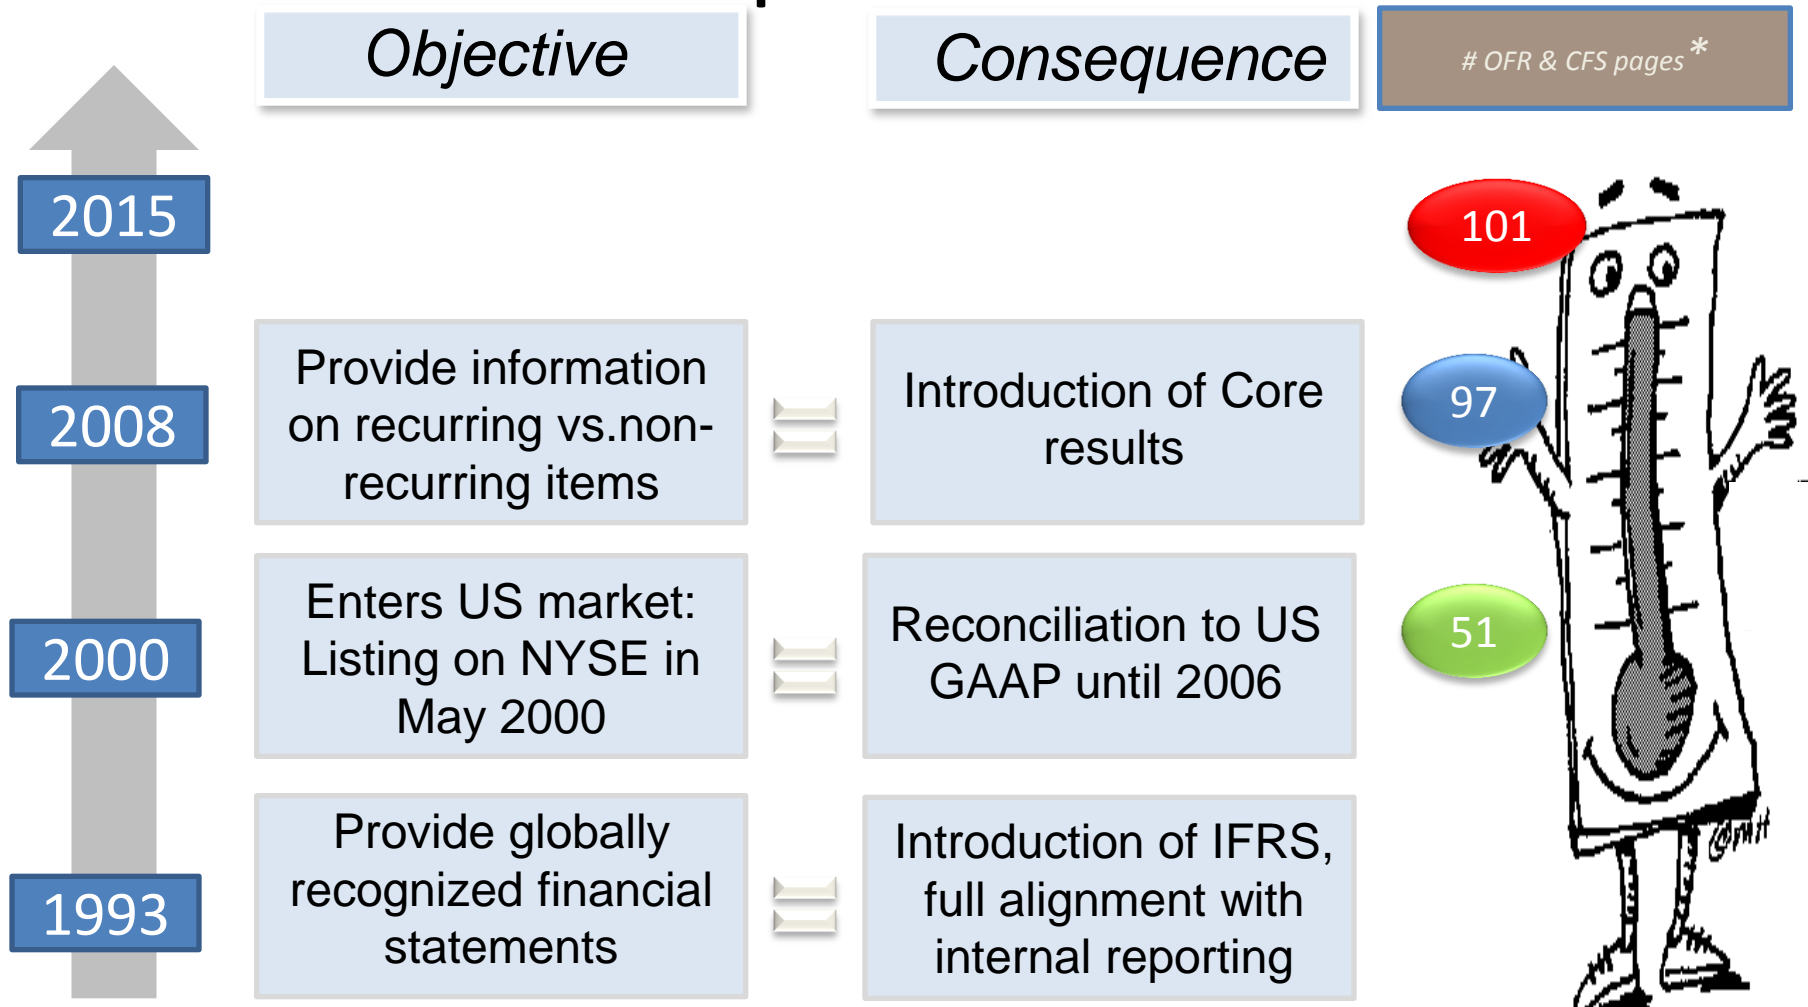 Objective
Consequence
# OFR & CFS pages*
2015
101
2008
Provide information
on recurring vs.non-
recurring items
Introduction of Core
results
97
2000
Enters US market:
Listing on NYSE in
May 2000
Reconciliation to US
GAAP until 2006
51
1993
Provide globally
recognized financial
statements
Introduction of IFRS,
full alignment with
internal reporting